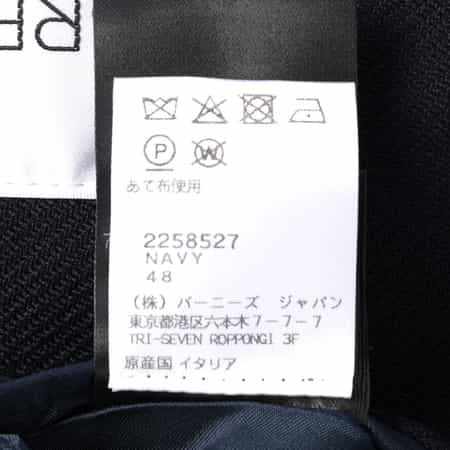 P W
あて布使用
2258527
NAVY
48
(株) バーニーズ ジャパン
東京都港区六本木7-7-7
TRI-SEVEN ROPPONGI 3F
原産国 イタリア